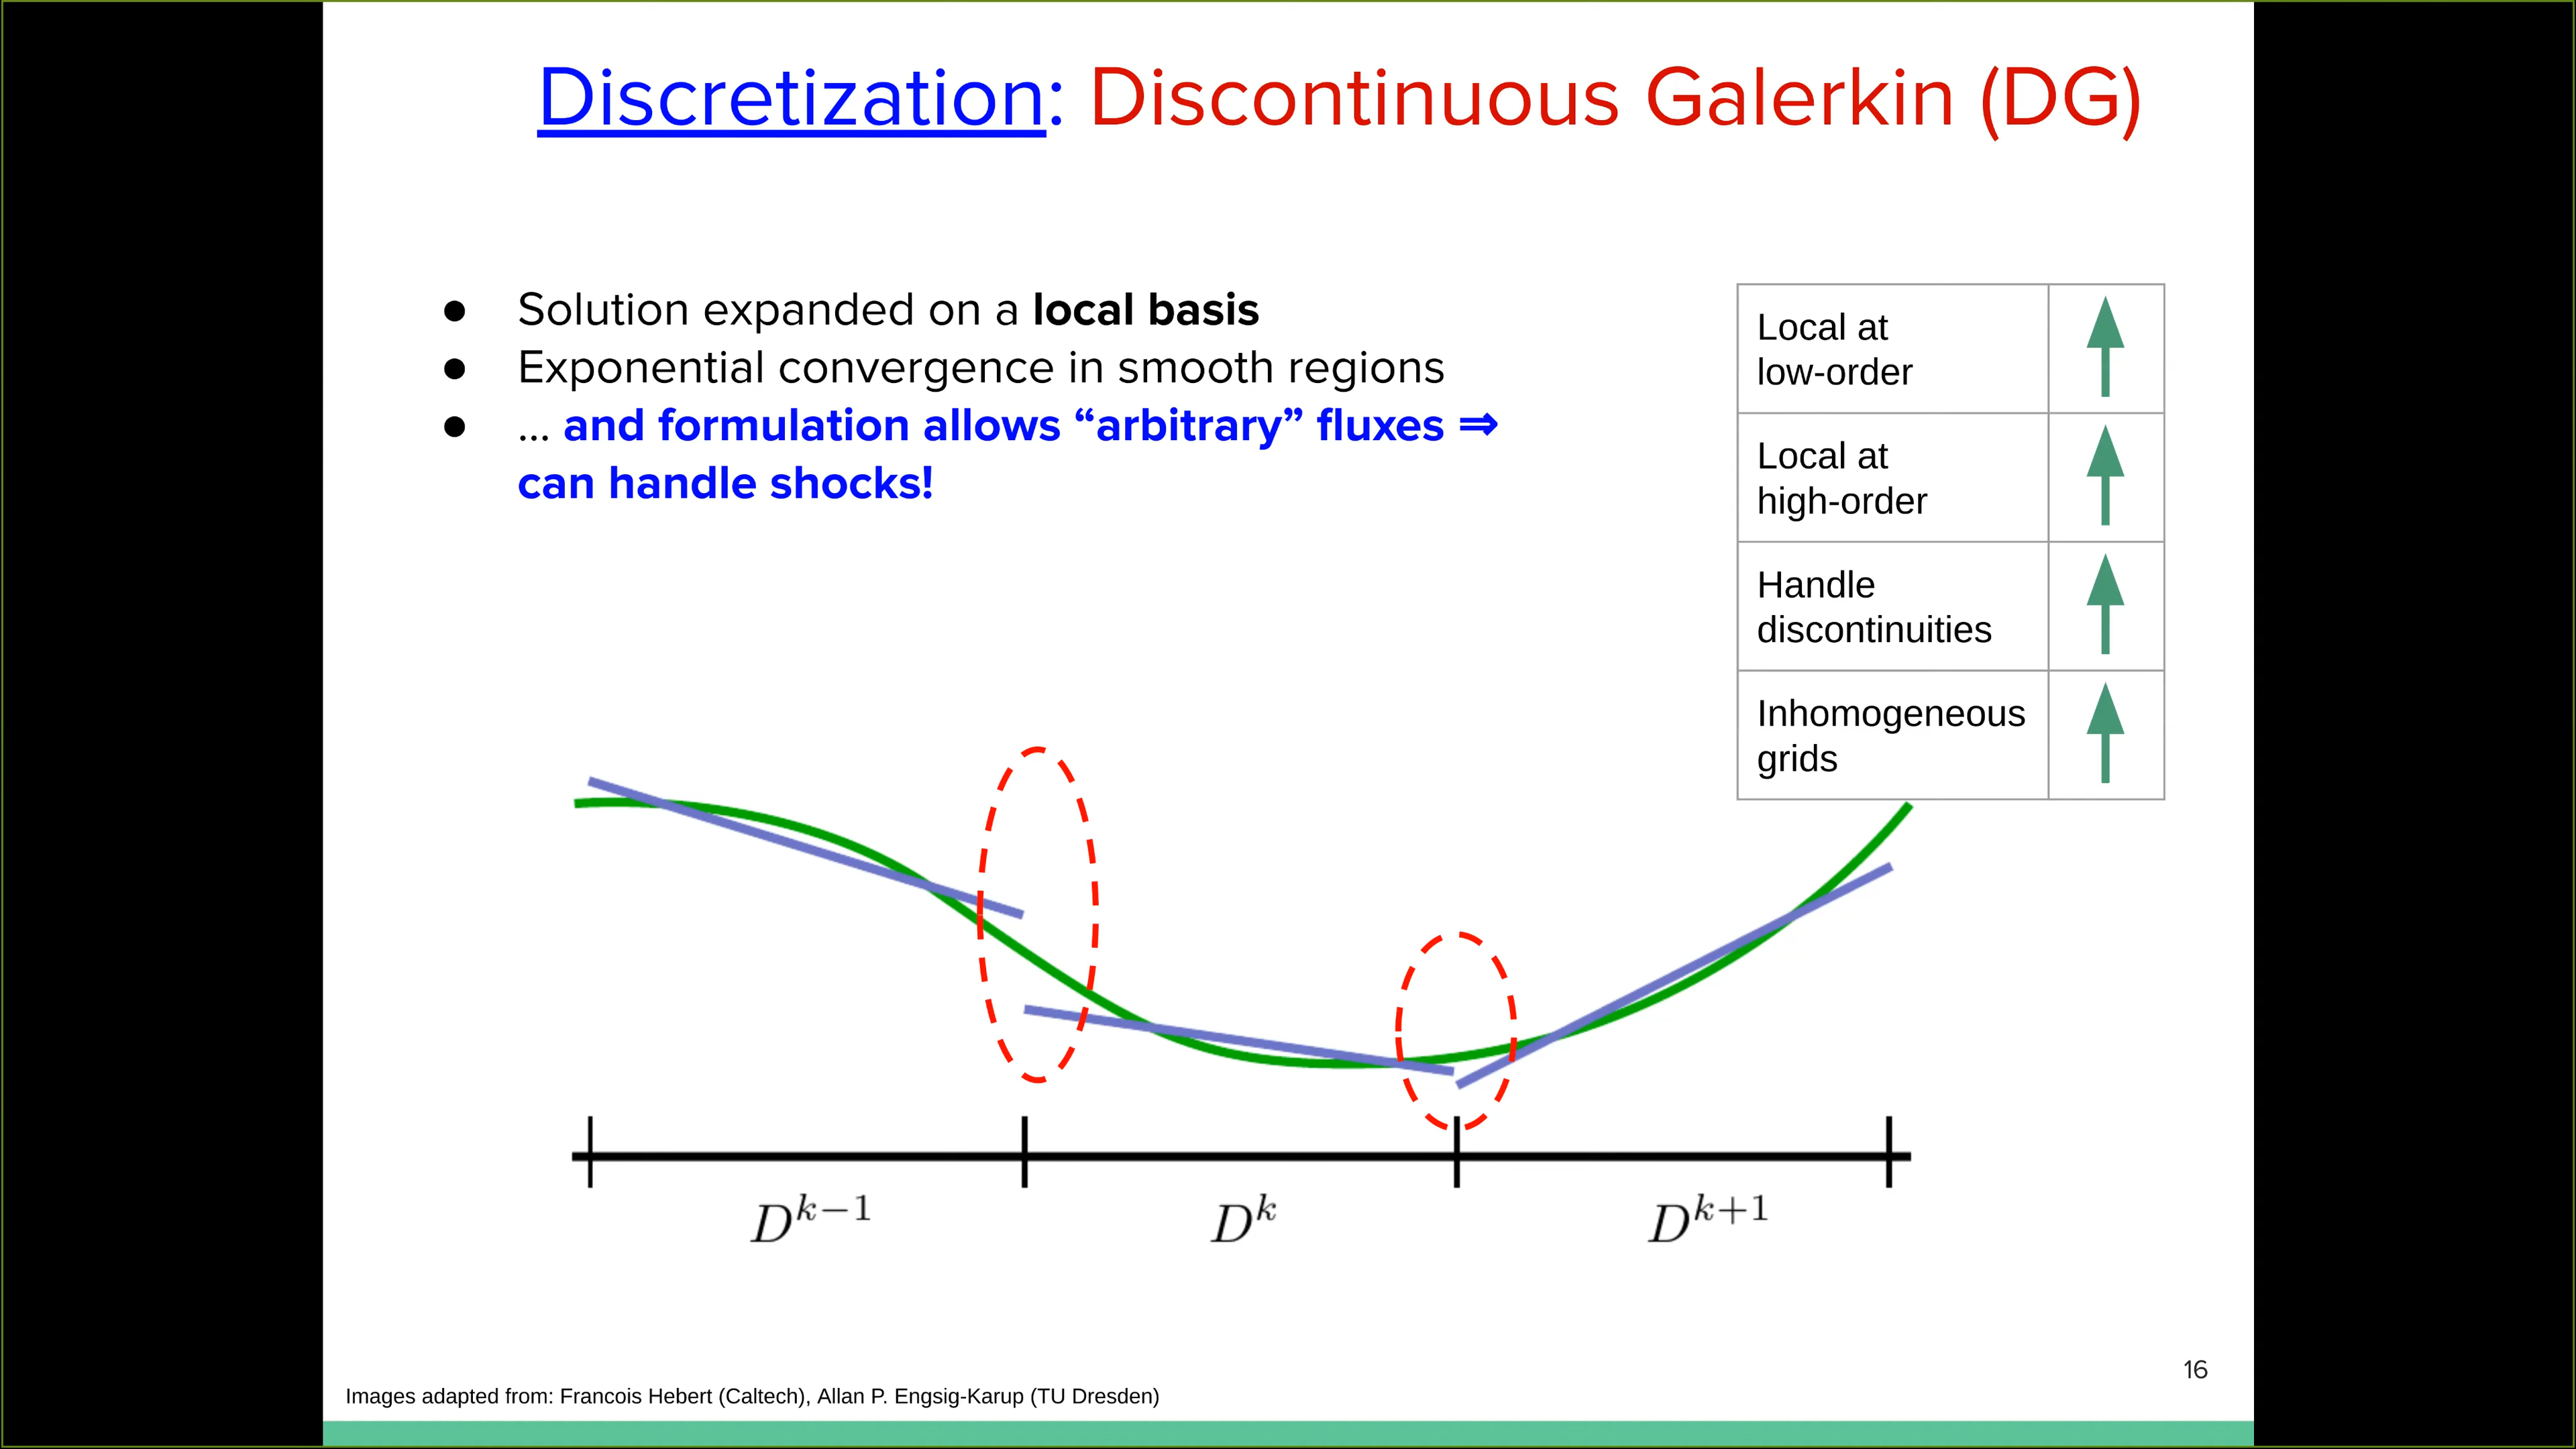 Discretization: Discontinuous Galerkin (DG)
● Solution expanded on a local basis
● Exponential convergence in smooth regions
● ... and formulation allows “arbitrary” fluxes ⇒
can handle shocks!
Local at
low-order
Local at
high-order
Handle
discontinuities
Inhomogeneous
grids
D^{k−1}
D^k
D^{k+1}
16
Images adapted from: Francois Hebert (Caltech), Allan P. Engsig-Karup (TU Dresden)